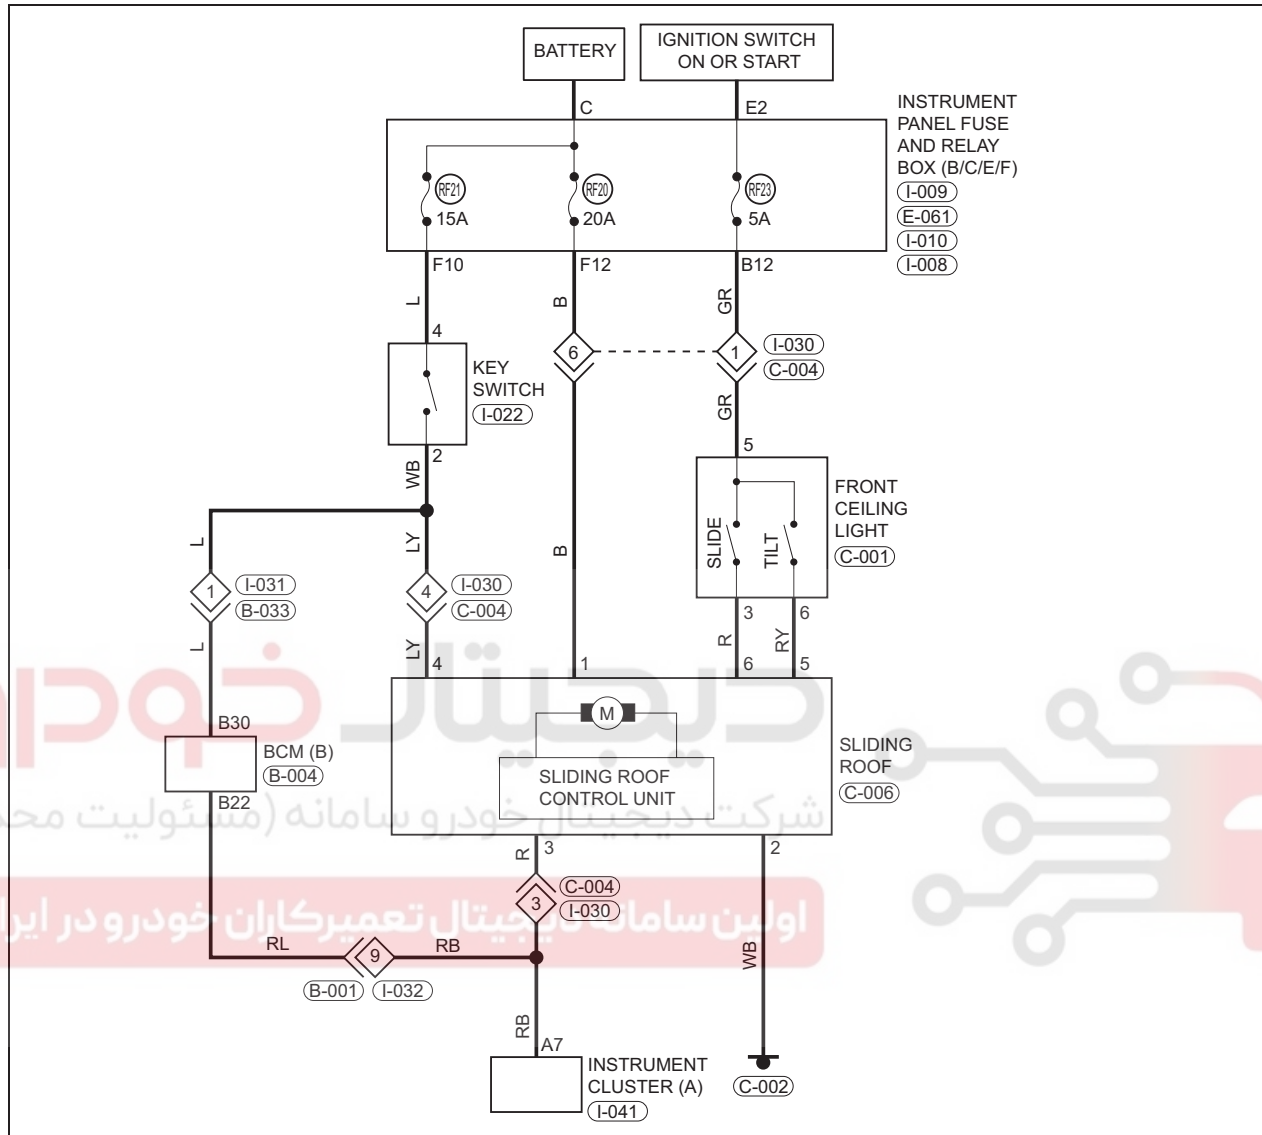 BATTERY
IGNITION SWITCH
ON OR START
C
E2
INSTRUMENT
PANEL FUSE
AND RELAY
BOX (B/C/E/F)
I-009
E-061
I-010
I-008
RF21
15A
RF20
20A
RF23
5A
F10
F12
B12
L
B
GR
4
6
1
I-030
C-004
KEY
SWITCH
I-022
GR
2
WB
5
FRONT
CEILING
LIGHT
C-001
SLIDE
TILT
L
LY
B
1
I-031
B-033
4
I-030
C-004
3
6
R
RY
L
LY
4
1
6
5
دیجیتال خودرو
B30
BCM (B)
B-004
B22
M
SLIDING ROOF
CONTROL UNIT
SLIDING
ROOF
C-006
شرکت دیجیتال خودرو سامانه (مسئولیت
R
3
2
C-004
I-030
3
اولین سامانه دیجیتال تعمیرکاران خودرو در ایران
RL
9
RB
B-001
I-032
WB
RB
A7
INSTRUMENT
CLUSTER (A)
I-041
C-002